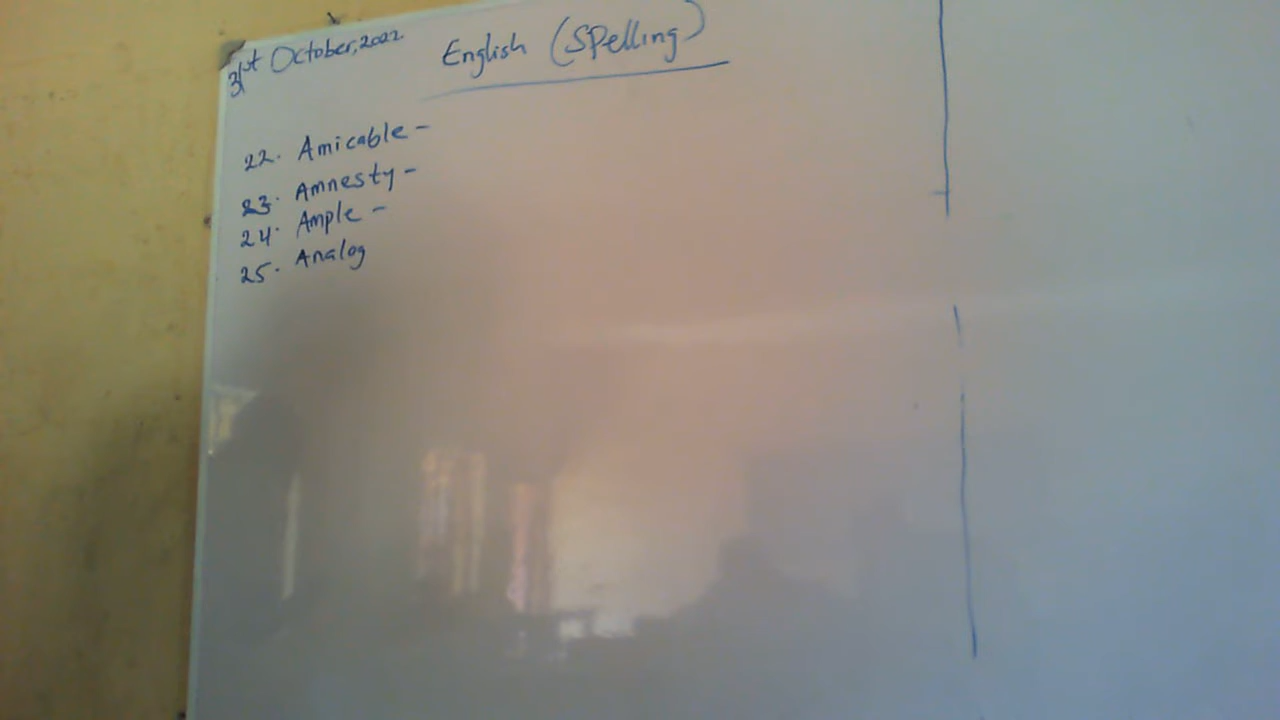 31st October, 2022.
English (Spelling)
22. Amicable -
23. Amnesty -
24. Ample -
25. Analog